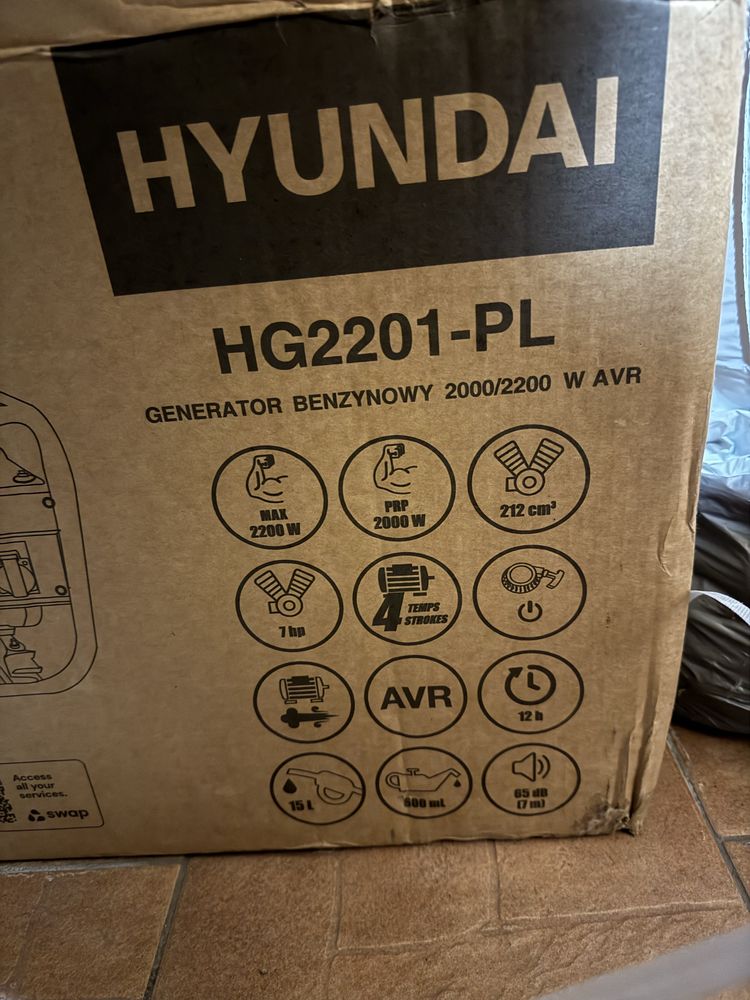 HYUNDAI
HG2201-PL
GENERATOR BENZYNOWY 2000/2200 W AVR
MAX
2200 W
PRP
2000 W
212 cm³
7 hp
4 TEMPS
STROKES
AVR
12 h
15 L
600 mL
65 dB
(7 m)
Access
all your
services.
swap